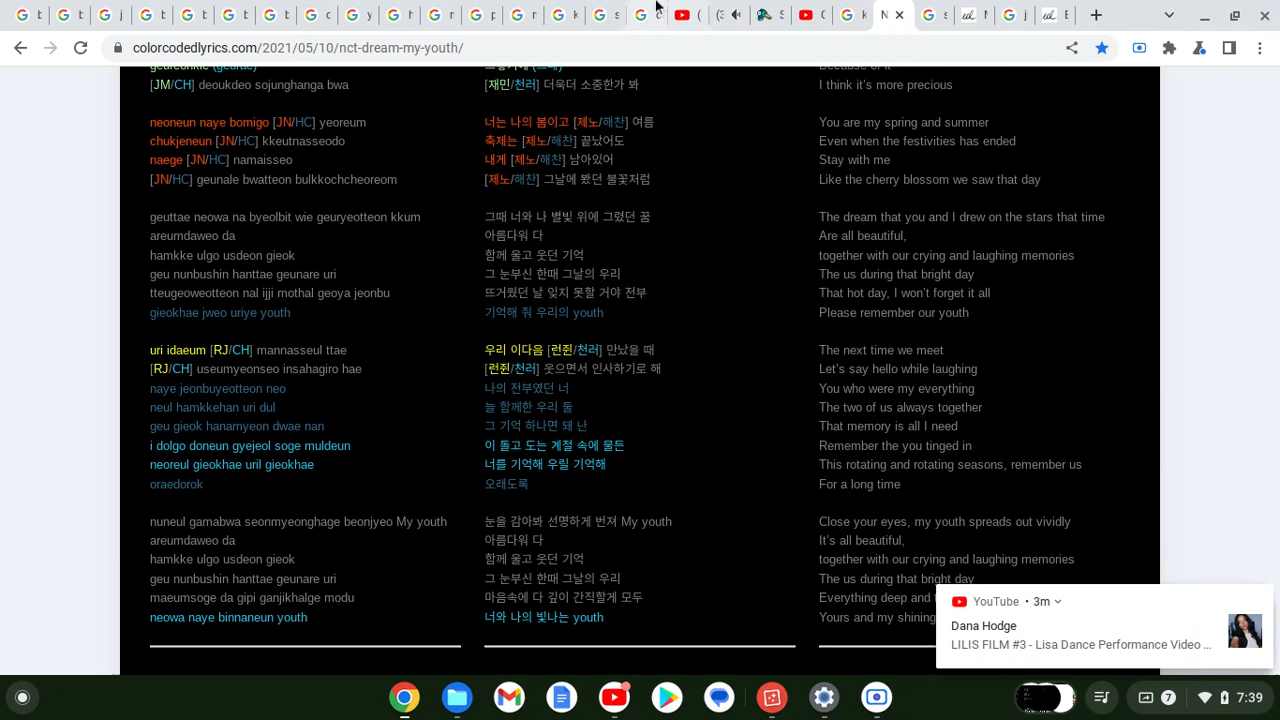 colorcodedlyrics.com/2021/05/10/nct-dream-my-youth/
[JM/CH] deoukdeo sojunghanga bwa
neoneun naye bomigo [JN/HC] yeoreum
chukjeneun [JN/HC] kkeutnasseodo
naege [JN/HC] namaisseo
[JN/HC] geunale bwatteon bulkkochcheoreom
geuttae neowa na byeolbit wie geuryeotteon kkum
areumdaweo da
hamkke ulgo usdeon gieok
geu nunbushin hanttae geunare uri
tteugeoweotteon nal ijji mothal geoya jeonbu
gieokhae jweo uriye youth
uri idaeum [RJ/CH] mannasseul ttae
[RJ/CH] useumyeonseo insahagiro hae
naye jeonbuyeotteon neo
neul hamkkehan uri dul
geu gieok hanamyeon dwae nan
i dolgo doneun gyejeol soge muldeun
neoreul gieokhae uril gieokhae
oraedorok
nuneul gamabwa seonmyeonghage beonjyeo My youth
areumdaweo da
hamkke ulgo usdeon gieok
geu nunbushin hanttae geunare uri
maeumsoge da gipi ganjikhalge modu
neowa naye binnaneun youth
[재민/천러] 더욱더 소중한가 봐
너는 나의 봄이고 [제노/해찬] 여름
축제는 [제노/해찬] 끝났어도
내게 [제노/해찬] 남아있어
[제노/해찬] 그날에 봤던 불꽃처럼
그때 너와 나 별빛 위에 그렸던 꿈
아름다워 다
함께 울고 웃던 기억
그 눈부신 한때 그날의 우리
뜨거웠던 날 잊지 못할 거야 전부
기억해 줘 우리의 youth
우리 이다음 [런쥔/천러] 만났을 때
[런쥔/천러] 웃으면서 인사하기로 해
나의 전부였던 너
늘 함께한 우리 둘
그 기억 하나면 돼 난
이 돌고 도는 계절 속에 물든
너를 기억해 우릴 기억해
오래도록
눈을 감아봐 선명하게 번져 My youth
아름다워 다
함께 울고 웃던 기억
그 눈부신 한때 그날의 우리
마음속에 다 깊이 간직할게 모두
너와 나의 빛나는 youth
I think it’s more precious
You are my spring and summer
Even when the festivities has ended
Stay with me
Like the cherry blossom we saw that day
The dream that you and I drew on the stars that time
Are all beautiful,
together with our crying and laughing memories
The us during that bright day
That hot day, I won’t forget it all
Please remember our youth
The next time we meet
Let’s say hello while laughing
You who were my everything
The two of us always together
That memory is all I need
Remember the you tinged in
This rotating and rotating seasons, remember us
For a long time
Close your eyes, my youth spreads out vividly
It’s all beautiful,
together with our crying and laughing memories
The us during that bright day
Everything deep and
Yours and my shining
YouTube • 3m
Dana Hodge
LILIS FILM #3 - Lisa Dance Performance Video ...
7
7:39